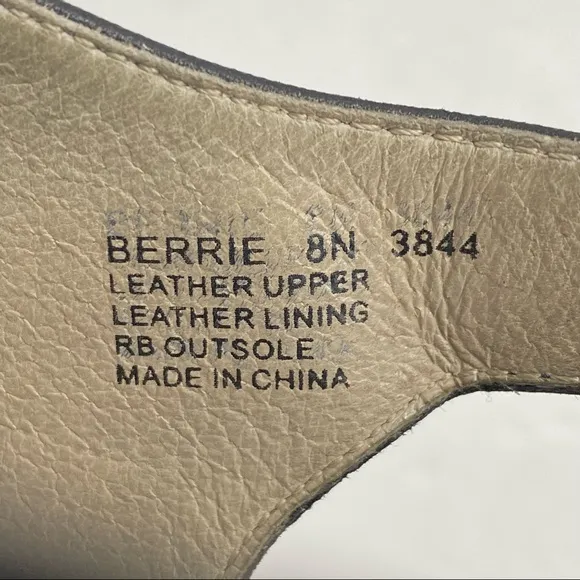 BERRIE 8N 3844
LEATHER UPPER
LEATHER LINING
RB OUTSOLE
MADE IN CHINA